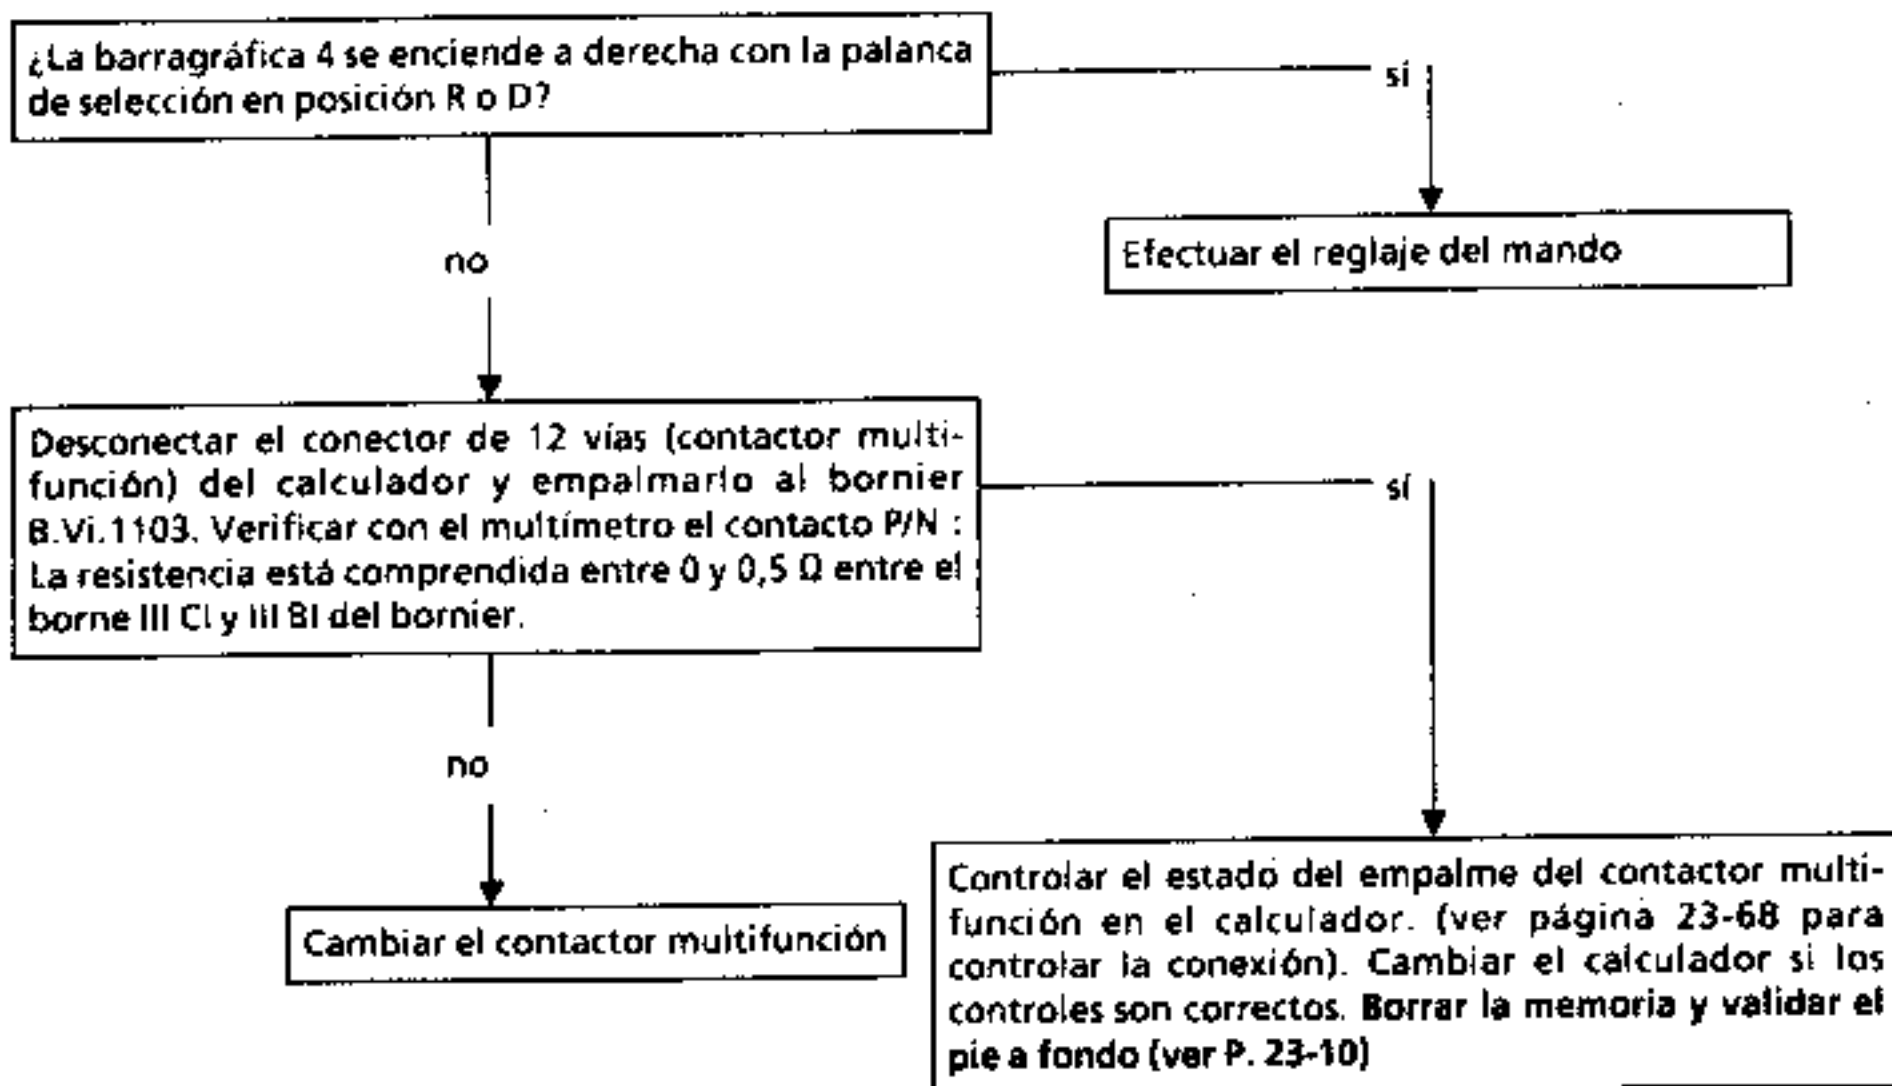 ¿La barragráfica 4 se enciende a derecha con la palanca
de selección en posición R o D?
sí
no
Efectuar el reglaje del mando
Desconectar el conector de 12 vías (contactor multi-
función) del calculador y empalmarlo al bornier
B.Vi.1103. Verificar con el multímetro el contacto P/N :
La resistencia está comprendida entre 0 y 0,5 Ω entre el
borne III CI y III BI del bornier.
sí
no
Cambiar el contactor multifunción
Controlar el estado del empalme del contactor multi-
función en el calculador. (ver página 23-68 para
controlar la conexión). Cambiar el calculador si los
controles son correctos. Borrar la memoria y validar el
pie a fondo (ver P. 23-10)